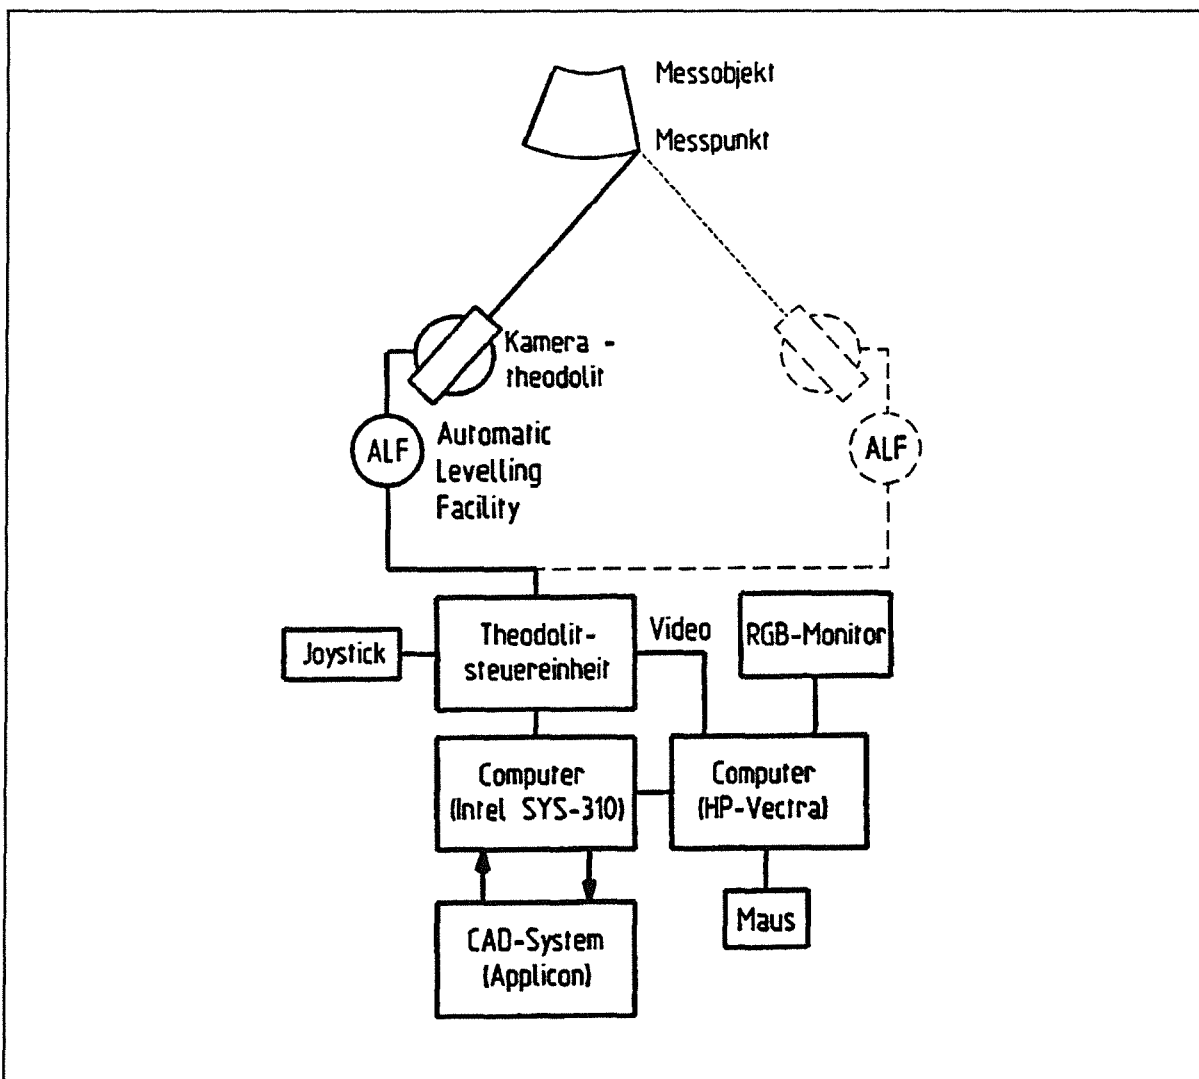 Messobjekt
Messpunkt
Kamera -
theodolit
ALF
Automatic
Levelling
Facility
ALF
Theodolit-
steuereinheit
Video
RGB-Monitor
Joystick
Computer
(Intel SYS-310)
Computer
(HP-Vectra)
CAD-System
(Applicon)
Maus